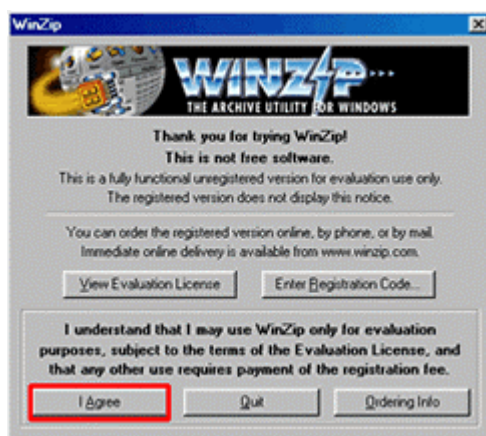 WinZip
WINZIP...
THE ARCHIVE UTILITY FOR WINDOWS
Thank you for trying WinZip!
This is not free software.
This is a fully functional unregistered version for evaluation use only.
The registered version does not display this notice.
You can order the registered version online, by phone, or by mail.
Immediate online delivery is available from www.winzip.com.
View Evaluation License Enter Registration Code...
I understand that I may use WinZip only for evaluation
purposes, subject to the terms of the Evaluation License, and
that any other use requires payment of the registration fee.
I Agree Quit Ordering Info